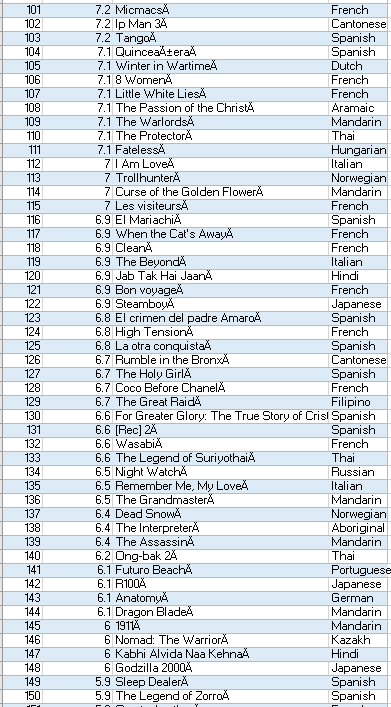 101 7.2 MicmacsÂ French
102 7.2 Ip Man 3Â Cantonese
103 7.2 TangoÂ Spanish
104 7.1 QuinceaÃ±eraÂ Spanish
105 7.1 Winter in WartimeÂ Dutch
106 7.1 8 WomenÂ French
107 7.1 Little White LiesÂ French
108 7.1 The Passion of the ChristÂ Aramaic
109 7.1 The WarlordsÂ Mandarin
110 7.1 The ProtectorÂ Thai
111 7.1 FatelessÂ Hungarian
112 7 I Am LoveÂ Italian
113 7 TrollhunterÂ Norwegian
114 7 Curse of the Golden FlowerÂ Mandarin
115 7 Les visiteursÂ French
116 6.9 El MariachiÂ Spanish
117 6.9 When the Cat's AwayÂ French
118 6.9 CleanÂ French
119 6.9 The BeyondÂ Italian
120 6.9 Jab Tak Hai JaanÂ Hindi
121 6.9 Bon voyageÂ French
122 6.9 SteamboyÂ Japanese
123 6.8 El crimen del padre AmaroÂ Spanish
124 6.8 High TensionÂ French
125 6.8 La otra conquistaÂ Spanish
126 6.7 Rumble in the BronxÂ Cantonese
127 6.7 The Holy GirlÂ Spanish
128 6.7 Coco Before ChanelÂ French
129 6.7 The Great RaidÂ Filipino
130 6.6 For Greater Glory: The True Story of Crist Spanish
131 6.6 [Rec] 2Â Spanish
132 6.6 WasabiÂ French
133 6.6 The Legend of SuriyothaiÂ Thai
134 6.5 Night WatchÂ Russian
135 6.5 Remember Me, My LoveÂ Italian
136 6.5 The GrandmasterÂ Mandarin
137 6.4 Dead SnowÂ Norwegian
138 6.4 The InterpreterÂ Aboriginal
139 6.4 The AssassinÂ Mandarin
140 6.2 Ong-bak 2Â Thai
141 6.1 Futuro BeachÂ Portuguese
142 6.1 R100Â Japanese
143 6.1 AnatomyÂ German
144 6.1 Dragon BladeÂ Mandarin
145 6 1911Â Mandarin
146 6 Nomad: The WarriorÂ Kazakh
147 6 Kabhi Alvida Naa KehnaÂ Hindi
148 6 Godzilla 2000Â Japanese
149 5.9 Sleep DealerÂ Spanish
150 5.9 The Legend of ZorroÂ Spanish